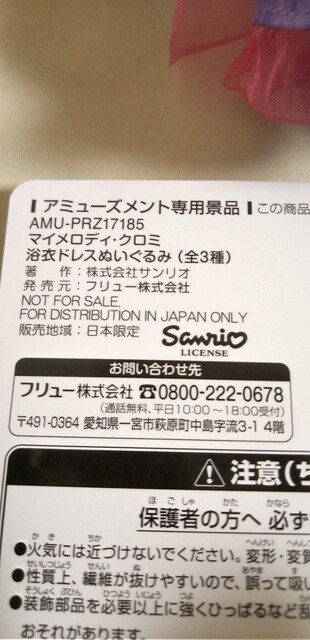 アミューズメント専用景品 この商品
AMU-PRZ17185
マイメロディ・クロミ
浴衣ドレスぬいぐるみ(全3種)
著 作:株式会社サンリオ
発 売 元:フリュー株式会社
NOT FOR SALE.
FOR DISTRIBUTION IN JAPAN ONLY
販売地域:日本限定
Sanrio
LICENSE
お問い合わせ先
フリュー株式会社 ☎0800-222-0678
(通話無料、平日10:00~18:00受付)
〒491-0364 愛知県一宮市萩原町中島字流3-1 4階
⚠注意(ち
保護者の方へ 必ず
●火気には近づけないでください。変形・変質
●性質上、繊維が抜けやすいので、誤って吸い
●装飾部品を必要以上に強くひっぱるなど乱
おそれがあります。